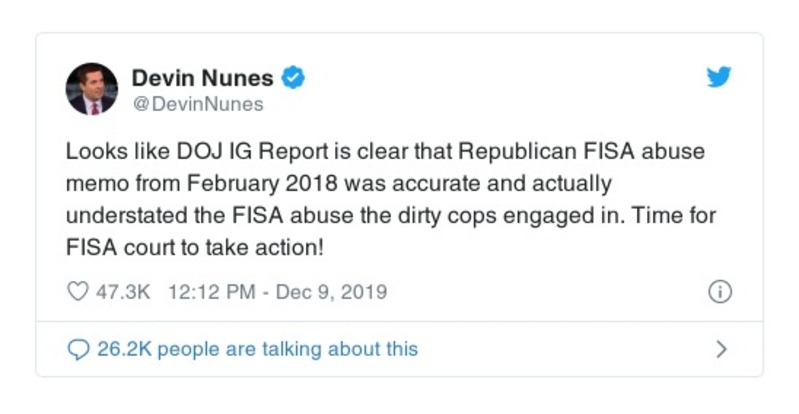 Devin Nunes
@DevinNunes
Looks like DOJ IG Report is clear that Republican FISA abuse
memo from February 2018 was accurate and actually
understated the FISA abuse the dirty cops engaged in. Time for
FISA court to take action!
47.3K 12:12 PM - Dec 9, 2019
26.2K people are talking about this